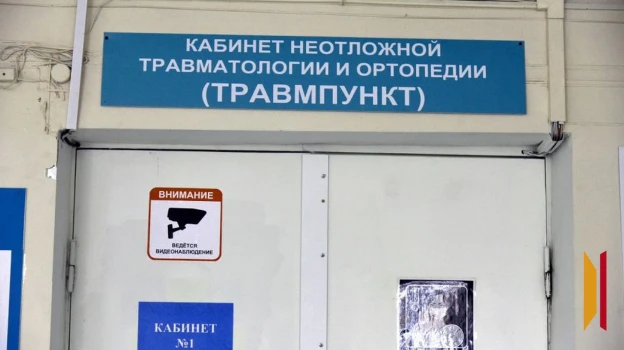 КАБИНЕТ НЕОТЛОЖНОЙ
ТРАВМАТОЛОГИИ И ОРТОПЕДИИ
(ТРАВМПУНКТ)
ВНИМАНИЕ
ВЕДЁТСЯ
ВИДЕОНАБЛЮДЕНИЕ
КАБИНЕТ
№1